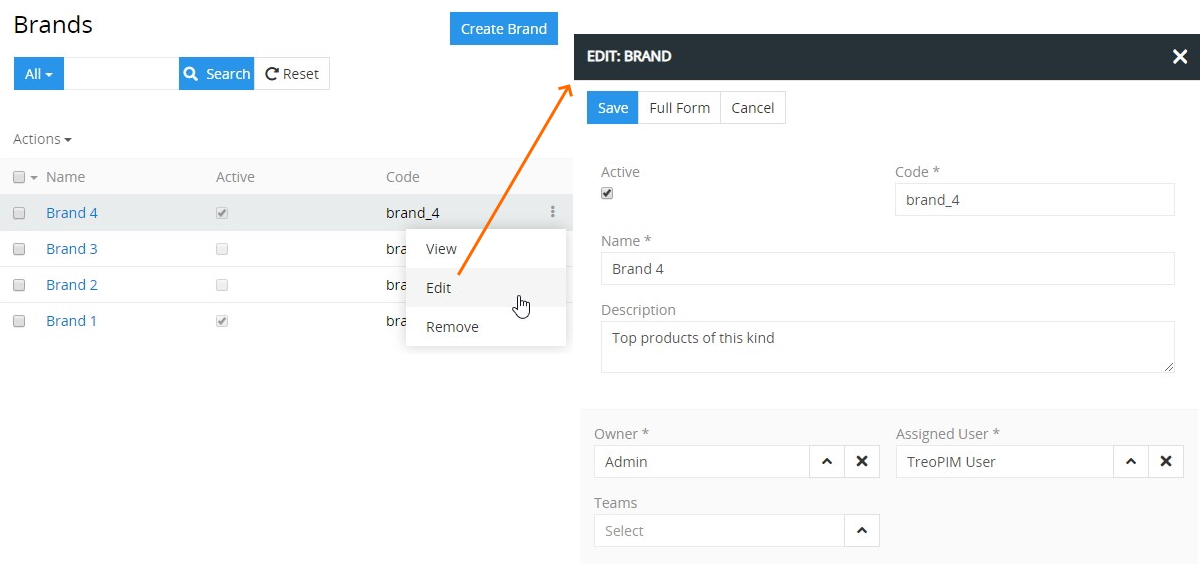 Brands
Create Brand
All
Search
Reset
Actions
Name Active Code
Brand 4 brand_4
Brand 3 bra
Brand 2 bra
Brand 1 bra
View
Edit
Remove
EDIT: BRAND
Save Full Form Cancel
Active
Code *
brand_4
Name *
Brand 4
Description
Top products of this kind
Owner *
Admin
Assigned User *
TreoPIM User
Teams
Select